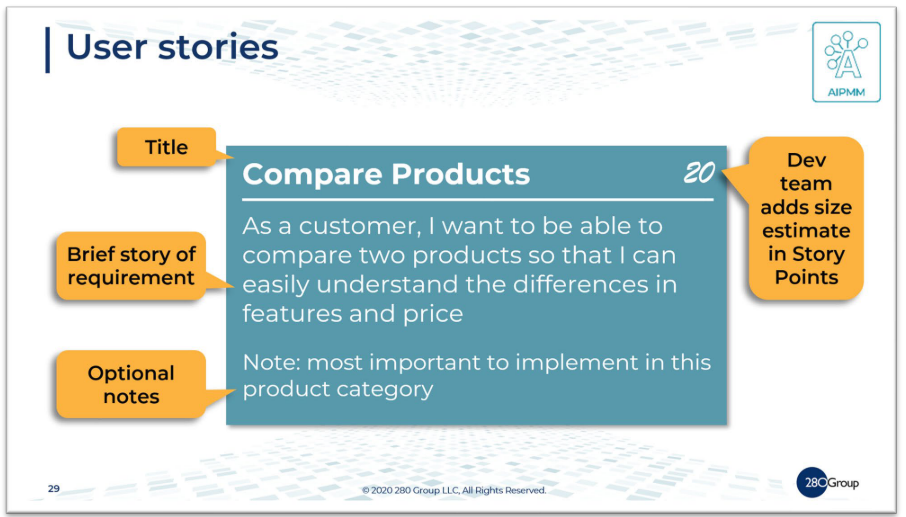 User stories
AIPMM
Title
Compare Products
20
Dev
team
adds size
estimate
in Story
Points
Brief story of
requirement
As a customer, I want to be able to
compare two products so that I can
easily understand the differences in
features and price
Optional
notes
Note: most important to implement in this
product category
29
© 2020 280 Group LLC, All Rights Reserved.
280Group